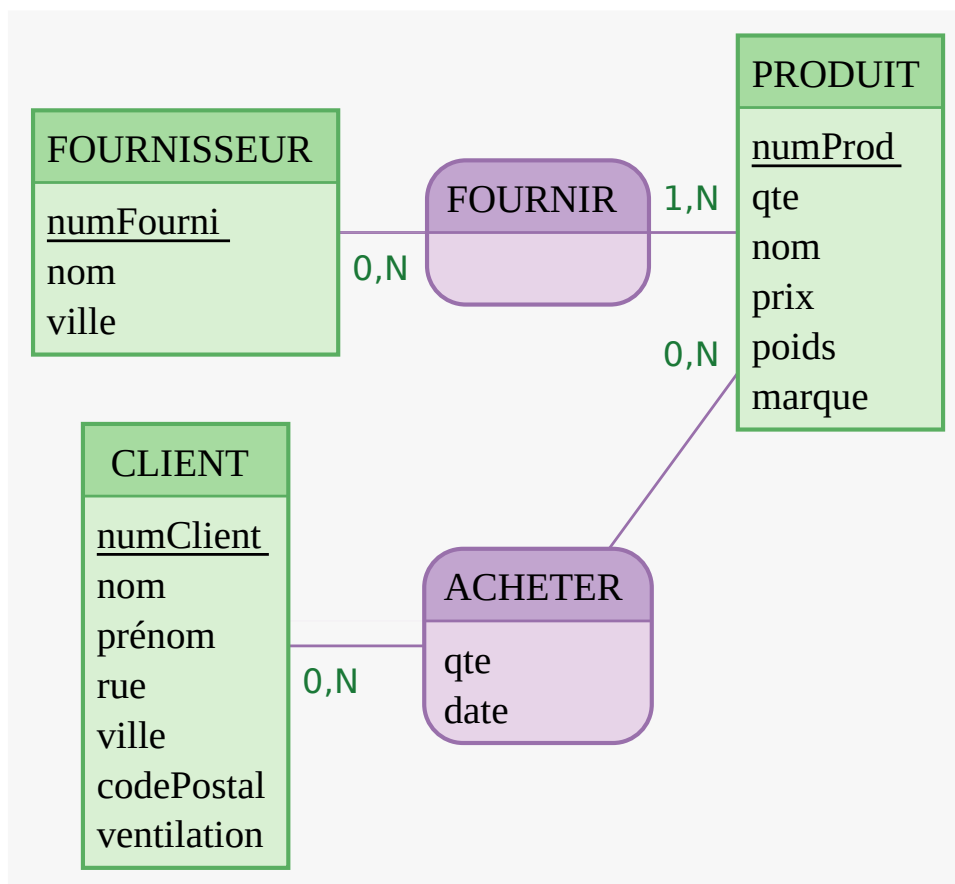 FOURNISSEUR
numFourni
nom
ville
0,N
FOURNIR
1,N
PRODUIT
numProd
qte
nom
prix
poids
marque
0,N
CLIENT
numClient
nom
prénom
rue
ville
codePostal
ventilation
0,N
ACHETER
qte
date